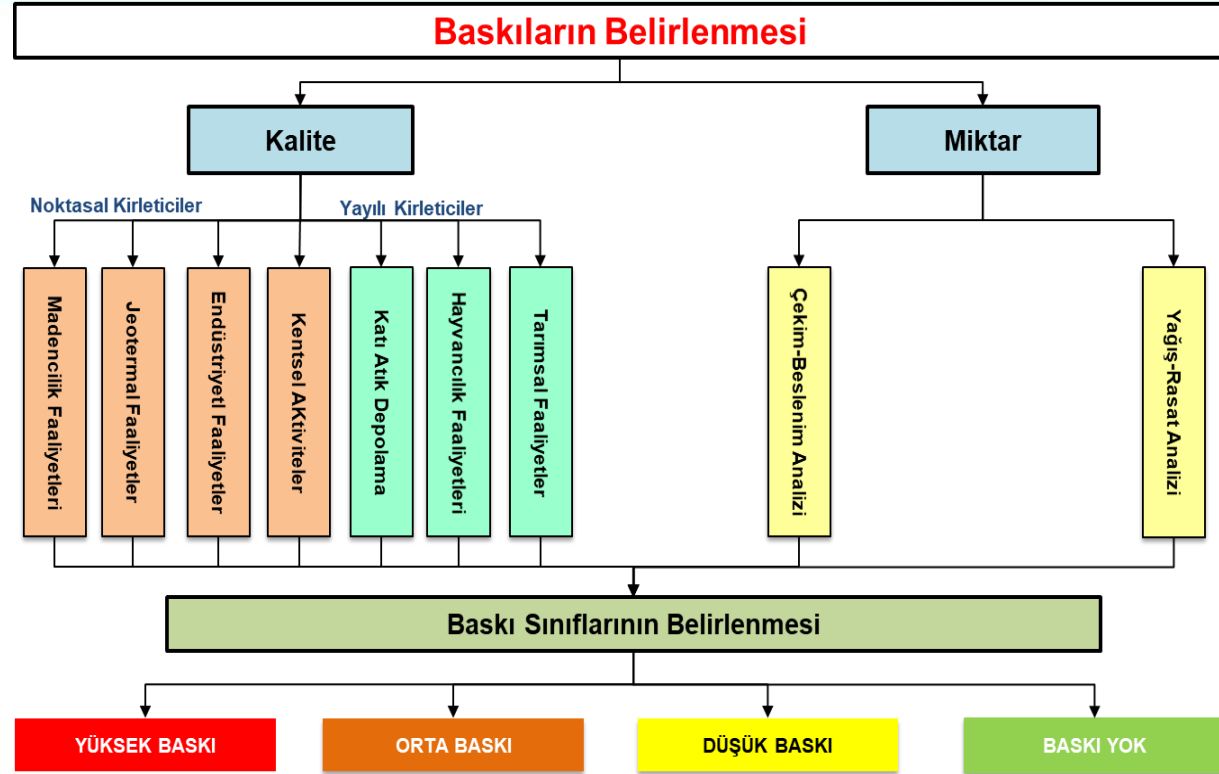 Baskıların Belirlenmesi
Kalite
Miktar
Noktasal Kirleticiler
Yayılı Kirleticiler
Madencilik Faaliyetleri
Jeotermal Faaliyetler
Endüstriyetl Faaliyetler
Kentsel AKtiviteler
Katı Atık Depolama
Hayvancılık Faaliyetleri
Tarımsal Faaliyetler
Çekim-Beslenim Analizi
Yağış-Rasat Analizi
Baskı Sınıflarının Belirlenmesi
YÜKSEK BASKI
ORTA BASKI
DÜŞÜK BASKI
BASKI YOK